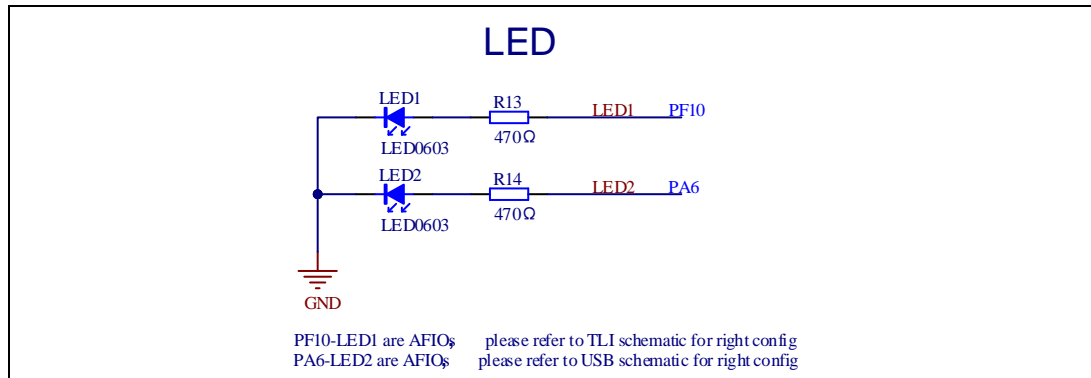 LED
LED1
R13
LED1
PF10
470Ω
LED0603
LED2
R14
LED2
PA6
470Ω
LED0603
GND
PF10-LED1 are AFIOs, please refer to TLI schematic for right config
PA6-LED2 are AFIOs, please refer to USB schematic for right config